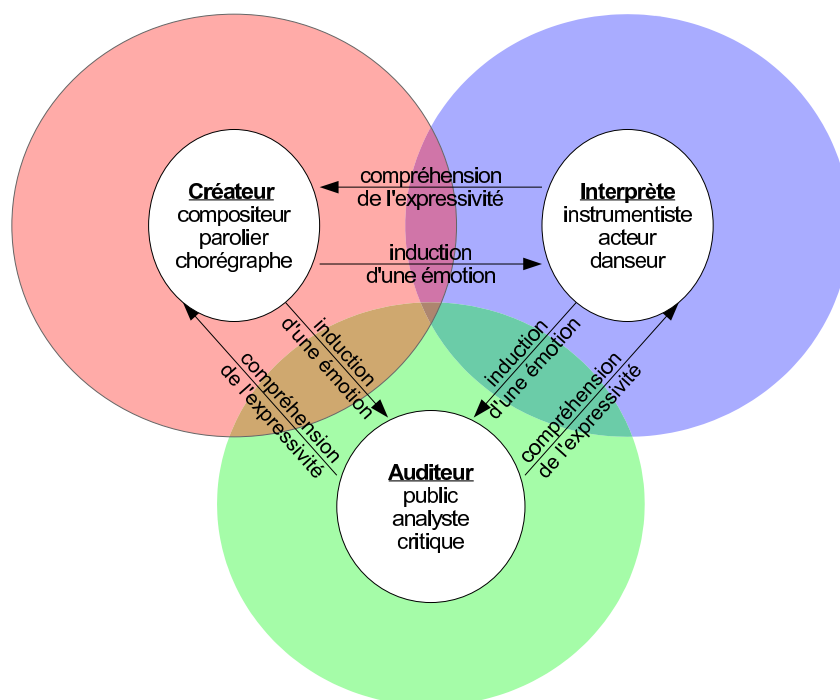 Créateur
compositeur
parolier
chorégraphe
compréhension
de l'expressivité
induction
d'une émotion
Interprète
instrumentiste
acteur
danseur
induction
d'une émotion
compréhension
de l'expressivité
induction
d'une émotion
compréhension
de l'expressivité
Auditeur
public
analyste
critique